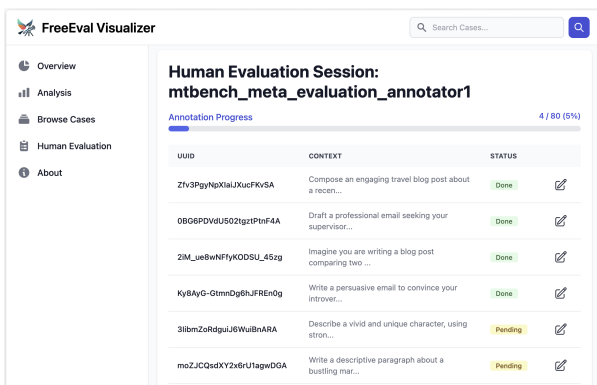 FreeEval Visualizer
Search Cases...
Overview
Analysis
Browse Cases
Human Evaluation
About
Human Evaluation Session:
mtbench_meta_evaluation_annotator1
Annotation Progress
4 / 80 (5%)
UUID CONTEXT STATUS
Zfv3PgyNpXlaiJXucFKvSA
Compose an engaging travel blog post about
a recen...
Done
0BG6PDVdU502tgztPtnF4A
Draft a professional email seeking your
supervisor...
Done
2iM_ue8wNFfyKODSU_45zg
Imagine you are writing a blog post
comparing two ...
Done
Ky8AyG-GtmnDg6hJFREn0g
Write a persuasive email to convince your
introver...
Done
3IibmZoRdguiJ6WuiBnARA
Describe a vivid and unique character, using
stron...
Pending
moZJCQsdXY2x6rU1agwDGA
Write a descriptive paragraph about a
bustling mar...
Pending